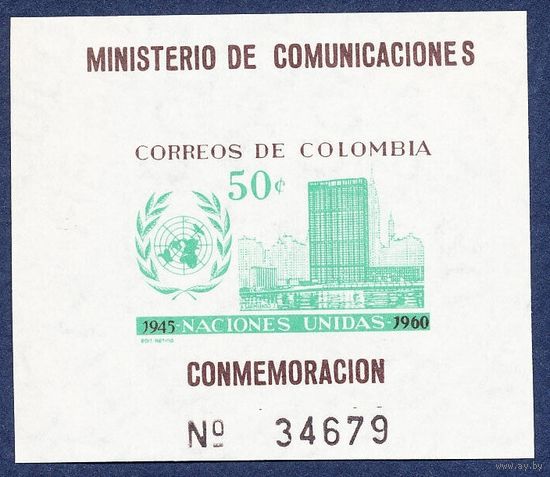 MINISTERIO DE COMUNICACIONES
CORREOS DE COLOMBIA
50¢
1945-NACIONES UNIDAS-1960
CONMEMORACION
Nº 34679
www.ay.by